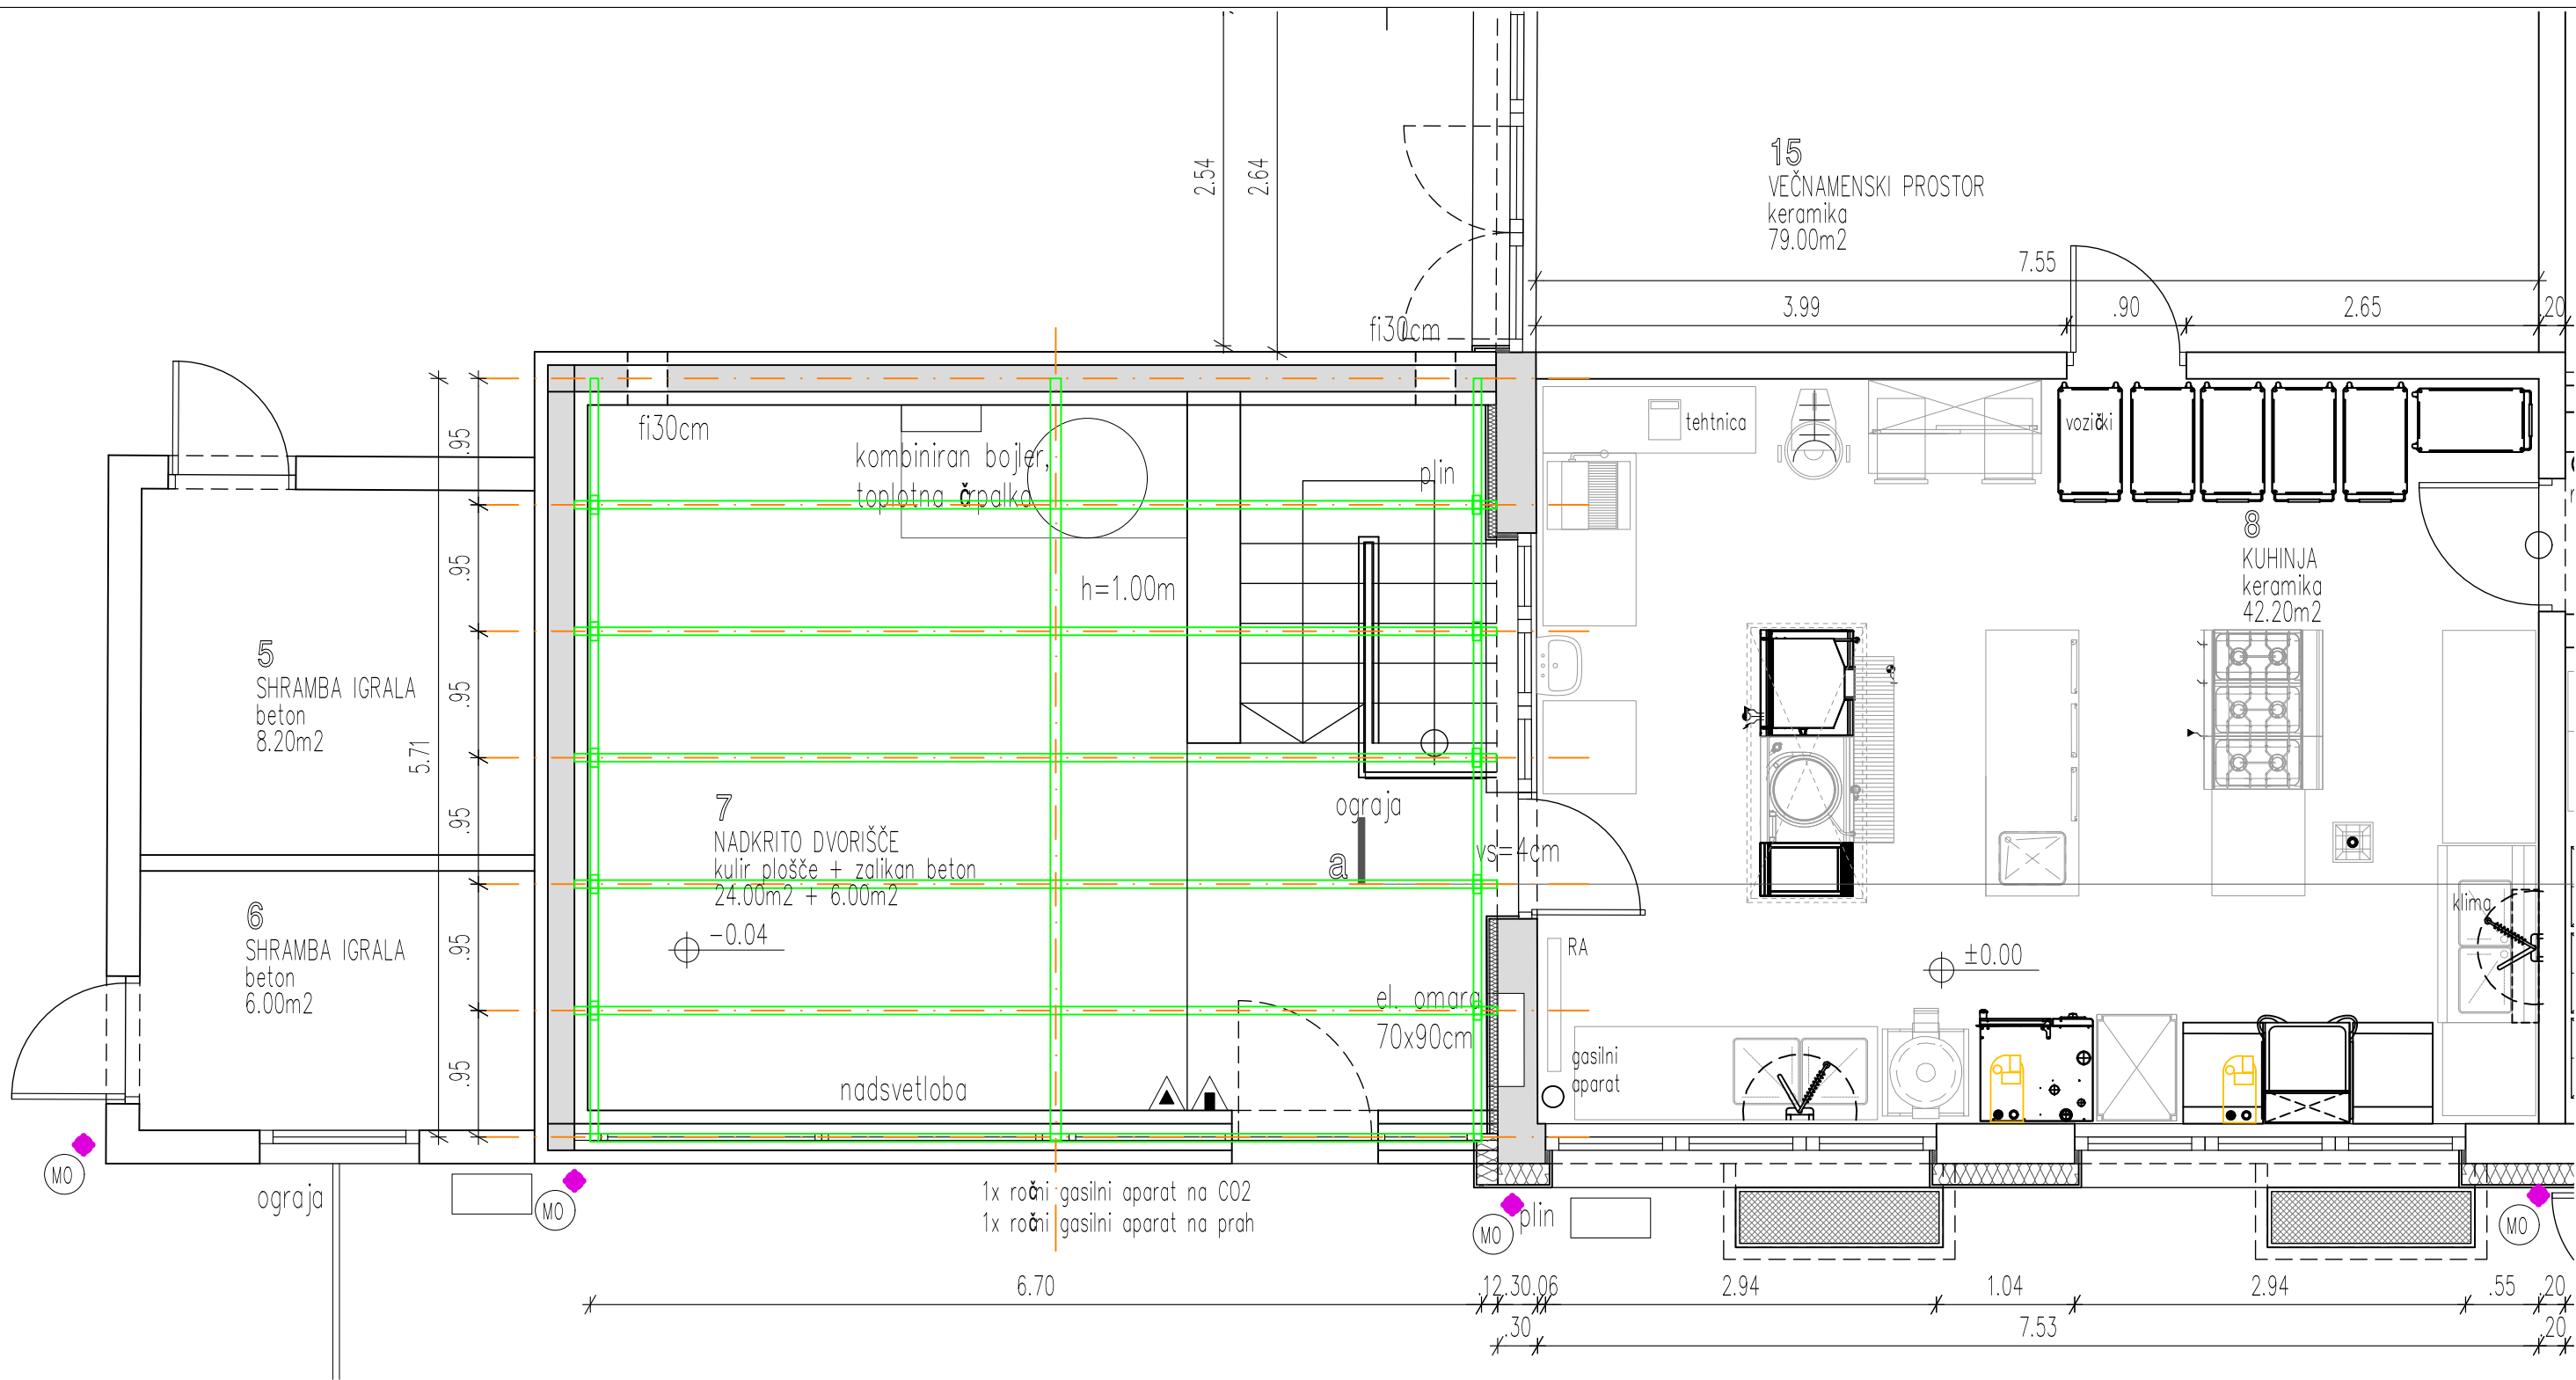 2.54
2.64
15
VEČNAMENSKI PROSTOR
keramika
79.00m2
7.55
3.99
.90
2.65
.20
fi30cm
fi30cm
kombiniran bojler,
toplotna črpalka
plin
h=1.00m
tehtnica
vozički
8
KUHINJA
keramika
42.20m2
.95
.95
.95
.95
.95
.95
5.71
5
SHRAMBA IGRALA
beton
8.20m2
6
SHRAMBA IGRALA
beton
6.00m2
7
NADKRITO DVORIŠČE
kulir plošče + zalikan beton
24.00m2 + 6.00m2
-0.04
ograja
a
vs=4cm
klima
RA
±0.00
el. omara
70x90cm
gasilni
aparat
nadsvetloba
MO
ograja
MO
1x ročni gasilni aparat na CO2
1x ročni gasilni aparat na prah
MO
plin
MO
6.70
.12
.30
.06
2.94
1.04
2.94
.55
.20
.30
7.53
.20